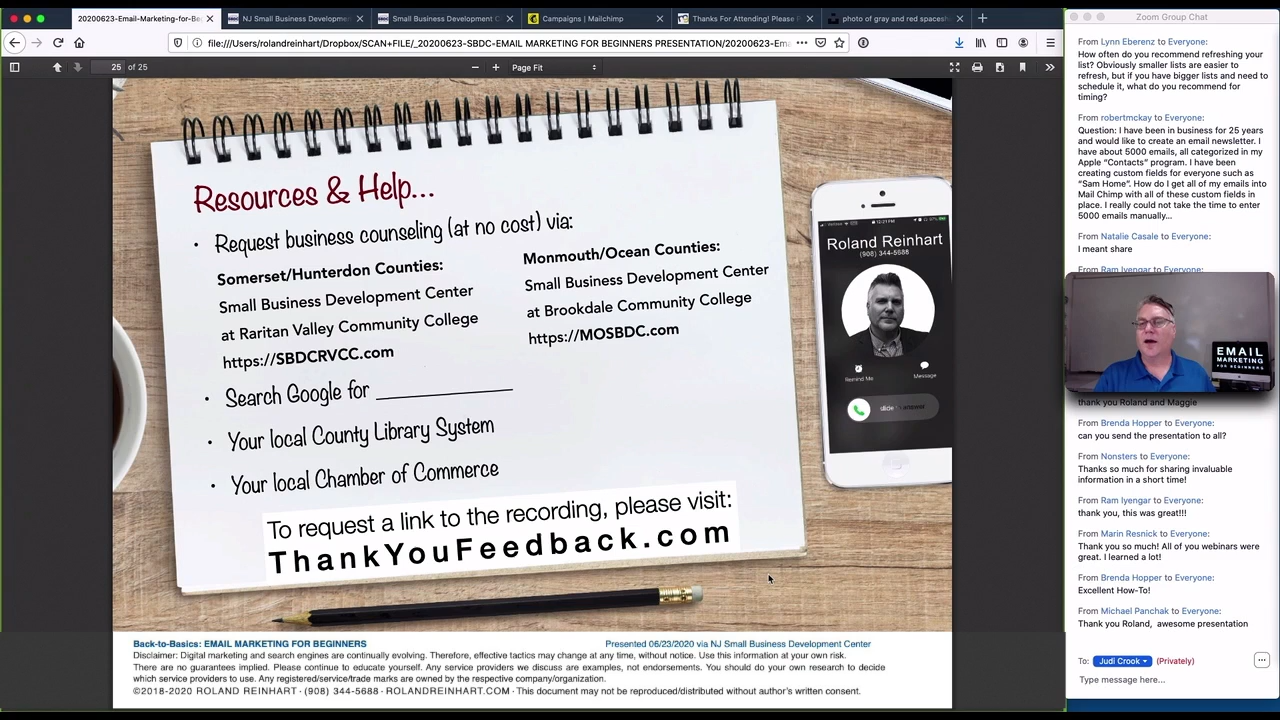 20200623-Email-Marketing-for-Be
NJ Small Business Developmen
Small Business Development C
Campaigns | Mailchimp
Thanks For Attending! Please R
photo of gray and red spacesh
file:///Users/rolandreinhart/Dropbox/SCAN+FILE/_20200623-SBDC-EMAIL MARKETING FOR BEGINNERS PRESENTATION/20200623-Ema
25 of 25
Page Fit
Resources & Help...
• Request business counseling (at no cost) via:
Somerset/Hunterdon Counties:
Small Business Development Center
at Raritan Valley Community College
https://SBDCRVCC.com
Monmouth/Ocean Counties:
Small Business Development Center
at Brookdale Community College
https://MOSBDC.com
• Search Google for ____________
• Your local County Library System
• Your local Chamber of Commerce
To request a link to the recording, please visit:
ThankYouFeedback.com
12:21 PM
Roland Reinhart
(908) 344-5688
Remind Me
Message
answer
Back-to-Basics: EMAIL MARKETING FOR BEGINNERS
Presented 06/23/2020 via NJ Small Business Development Center
Disclaimer: Digital marketing and search engines are continually evolving. Therefore, effective tactics may change at any time, without notice. Use this information at your own risk.
There are no guarantees implied. Please continue to educate yourself. Any service providers we discuss are examples, not endorsements. You should do your own research to decide
which service providers to use. Any registered/service/trade marks are owned by the respective company/organization.
©2018-2020 ROLAND REINHART · (908) 344-5688 · ROLANDREINHART.COM · This document may not be reproduced/distributed without author's written consent.
Zoom Group Chat
From Lynn Eberenz to Everyone:
How often do you recommend refreshing your
list? Obviously smaller lists are easier to
refresh, but if you have bigger lists and need to
schedule it, what do you recommend for
timing?
From robertmckay to Everyone:
Question: I have been in business for 25 years
and would like to create an email newsletter. I
have about 5000 emails, all categorized in my
Apple “Contacts” program. I have been
creating custom fields for everyone such as
“Sam Home”. How do I get all of my emails into
Mail Chimp with all of these custom fields in
place. I really could not take the time to enter
5000 emails manually...
From Natalie Casale to Everyone:
I meant share
From Ram Iyengar to Everyone:
EMAIL
MARKETING
FOR BEGINNERS
thank you Roland and Maggie
From Brenda Hopper to Everyone:
can you send the presentation to all?
From Nonsters to Everyone:
Thanks so much for sharing invaluable
information in a short time!
From Ram Iyengar to Everyone:
thank you, this was great!!!
From Marin Resnick to Everyone:
Thank you so much! All of you webinars were
great. I learned a lot!
From Brenda Hopper to Everyone:
Excellent How-To!
From Michael Panchak to Everyone:
Thank you Roland,  awesome presentation
To: Judi Crook (Privately)
Type message here...